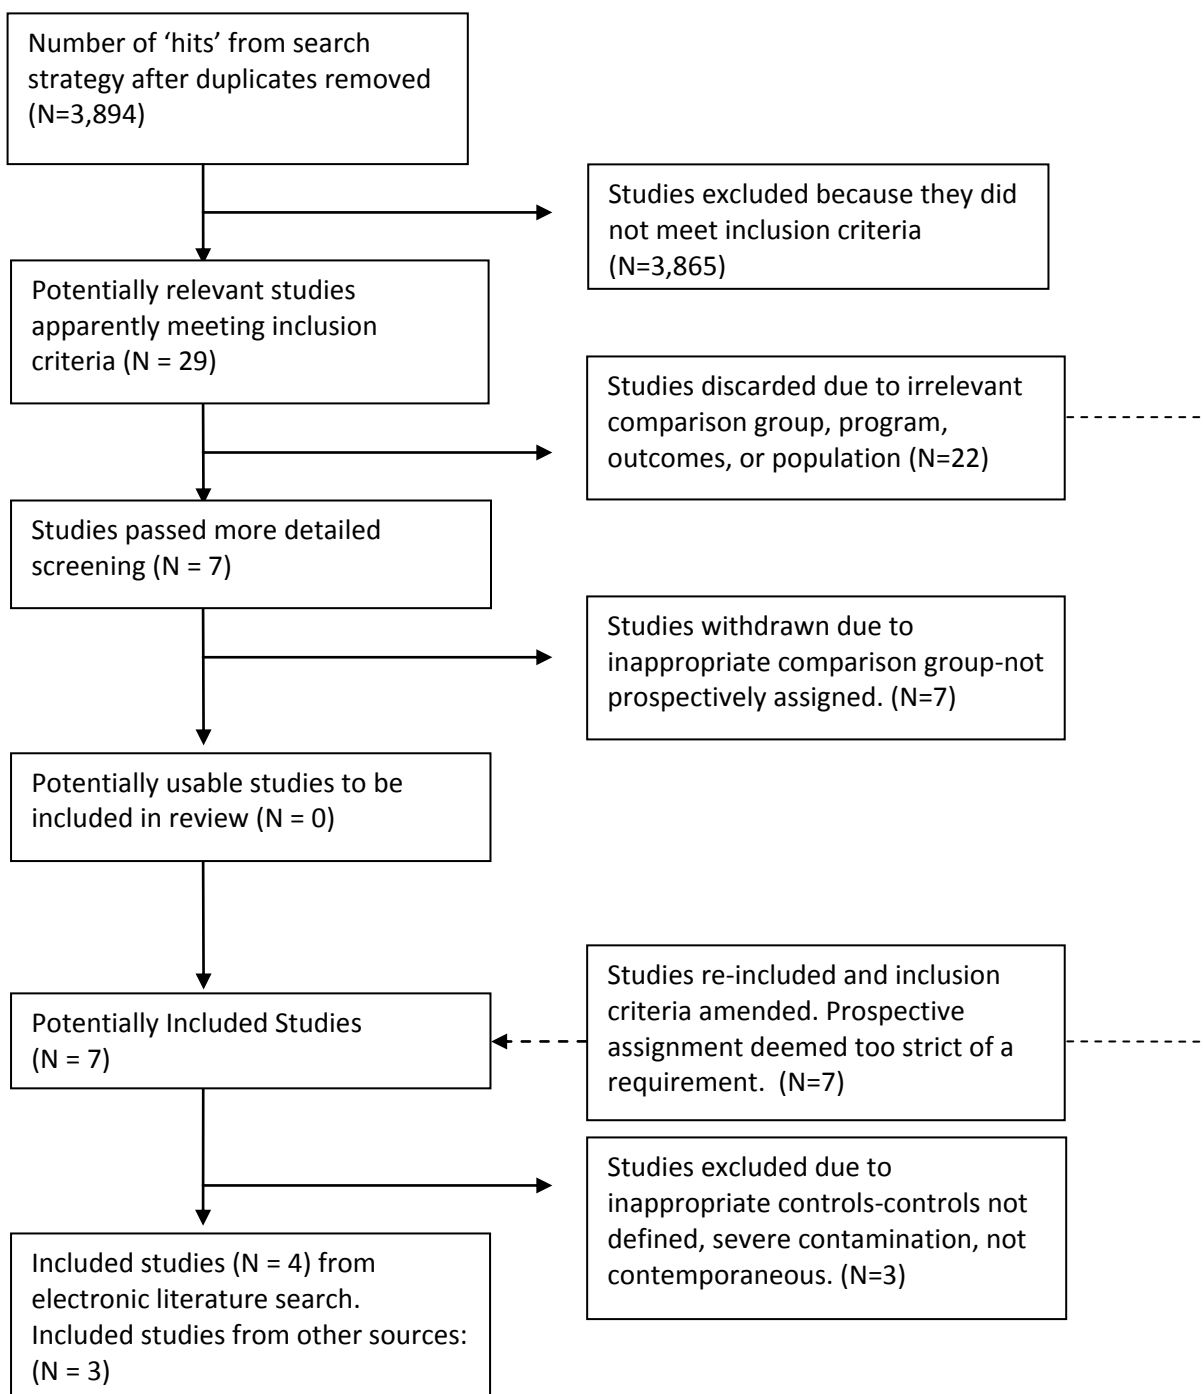 Number of ‘hits’ from search
strategy after duplicates removed
(N=3,894)
Studies excluded because they did
not meet inclusion criteria
(N=3,865)
Potentially relevant studies
apparently meeting inclusion
criteria (N = 29)
Studies discarded due to irrelevant
comparison group, program,
outcomes, or population (N=22)
Studies passed more detailed
screening (N = 7)
Studies withdrawn due to
inappropriate comparison group-not
prospectively assigned. (N=7)
Potentially usable studies to be
included in review (N = 0)
Studies re-included and inclusion
criteria amended. Prospective
assignment deemed too strict of a
requirement.  (N=7)
Potentially Included Studies
(N = 7)
Studies excluded due to
inappropriate controls-controls not
defined, severe contamination, not
contemporaneous. (N=3)
Included studies (N = 4) from
electronic literature search.
Included studies from other sources:
(N = 3)